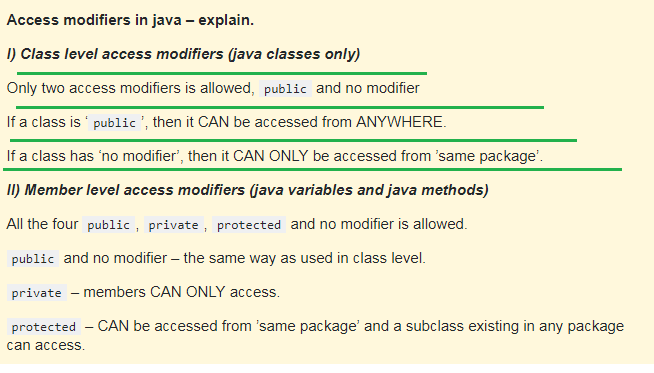 Access modifiers in java – explain.
I) Class level access modifiers (java classes only)
Only two access modifiers is allowed, public and no modifier
If a class is ‘ public ’, then it CAN be accessed from ANYWHERE.
If a class has ‘no modifier’, then it CAN ONLY be accessed from ’same package’.
II) Member level access modifiers (java variables and java methods)
All the four public , private , protected and no modifier is allowed.
public and no modifier – the same way as used in class level.
private – members CAN ONLY access.
protected – CAN be accessed from ’same package’ and a subclass existing in any package
can access.